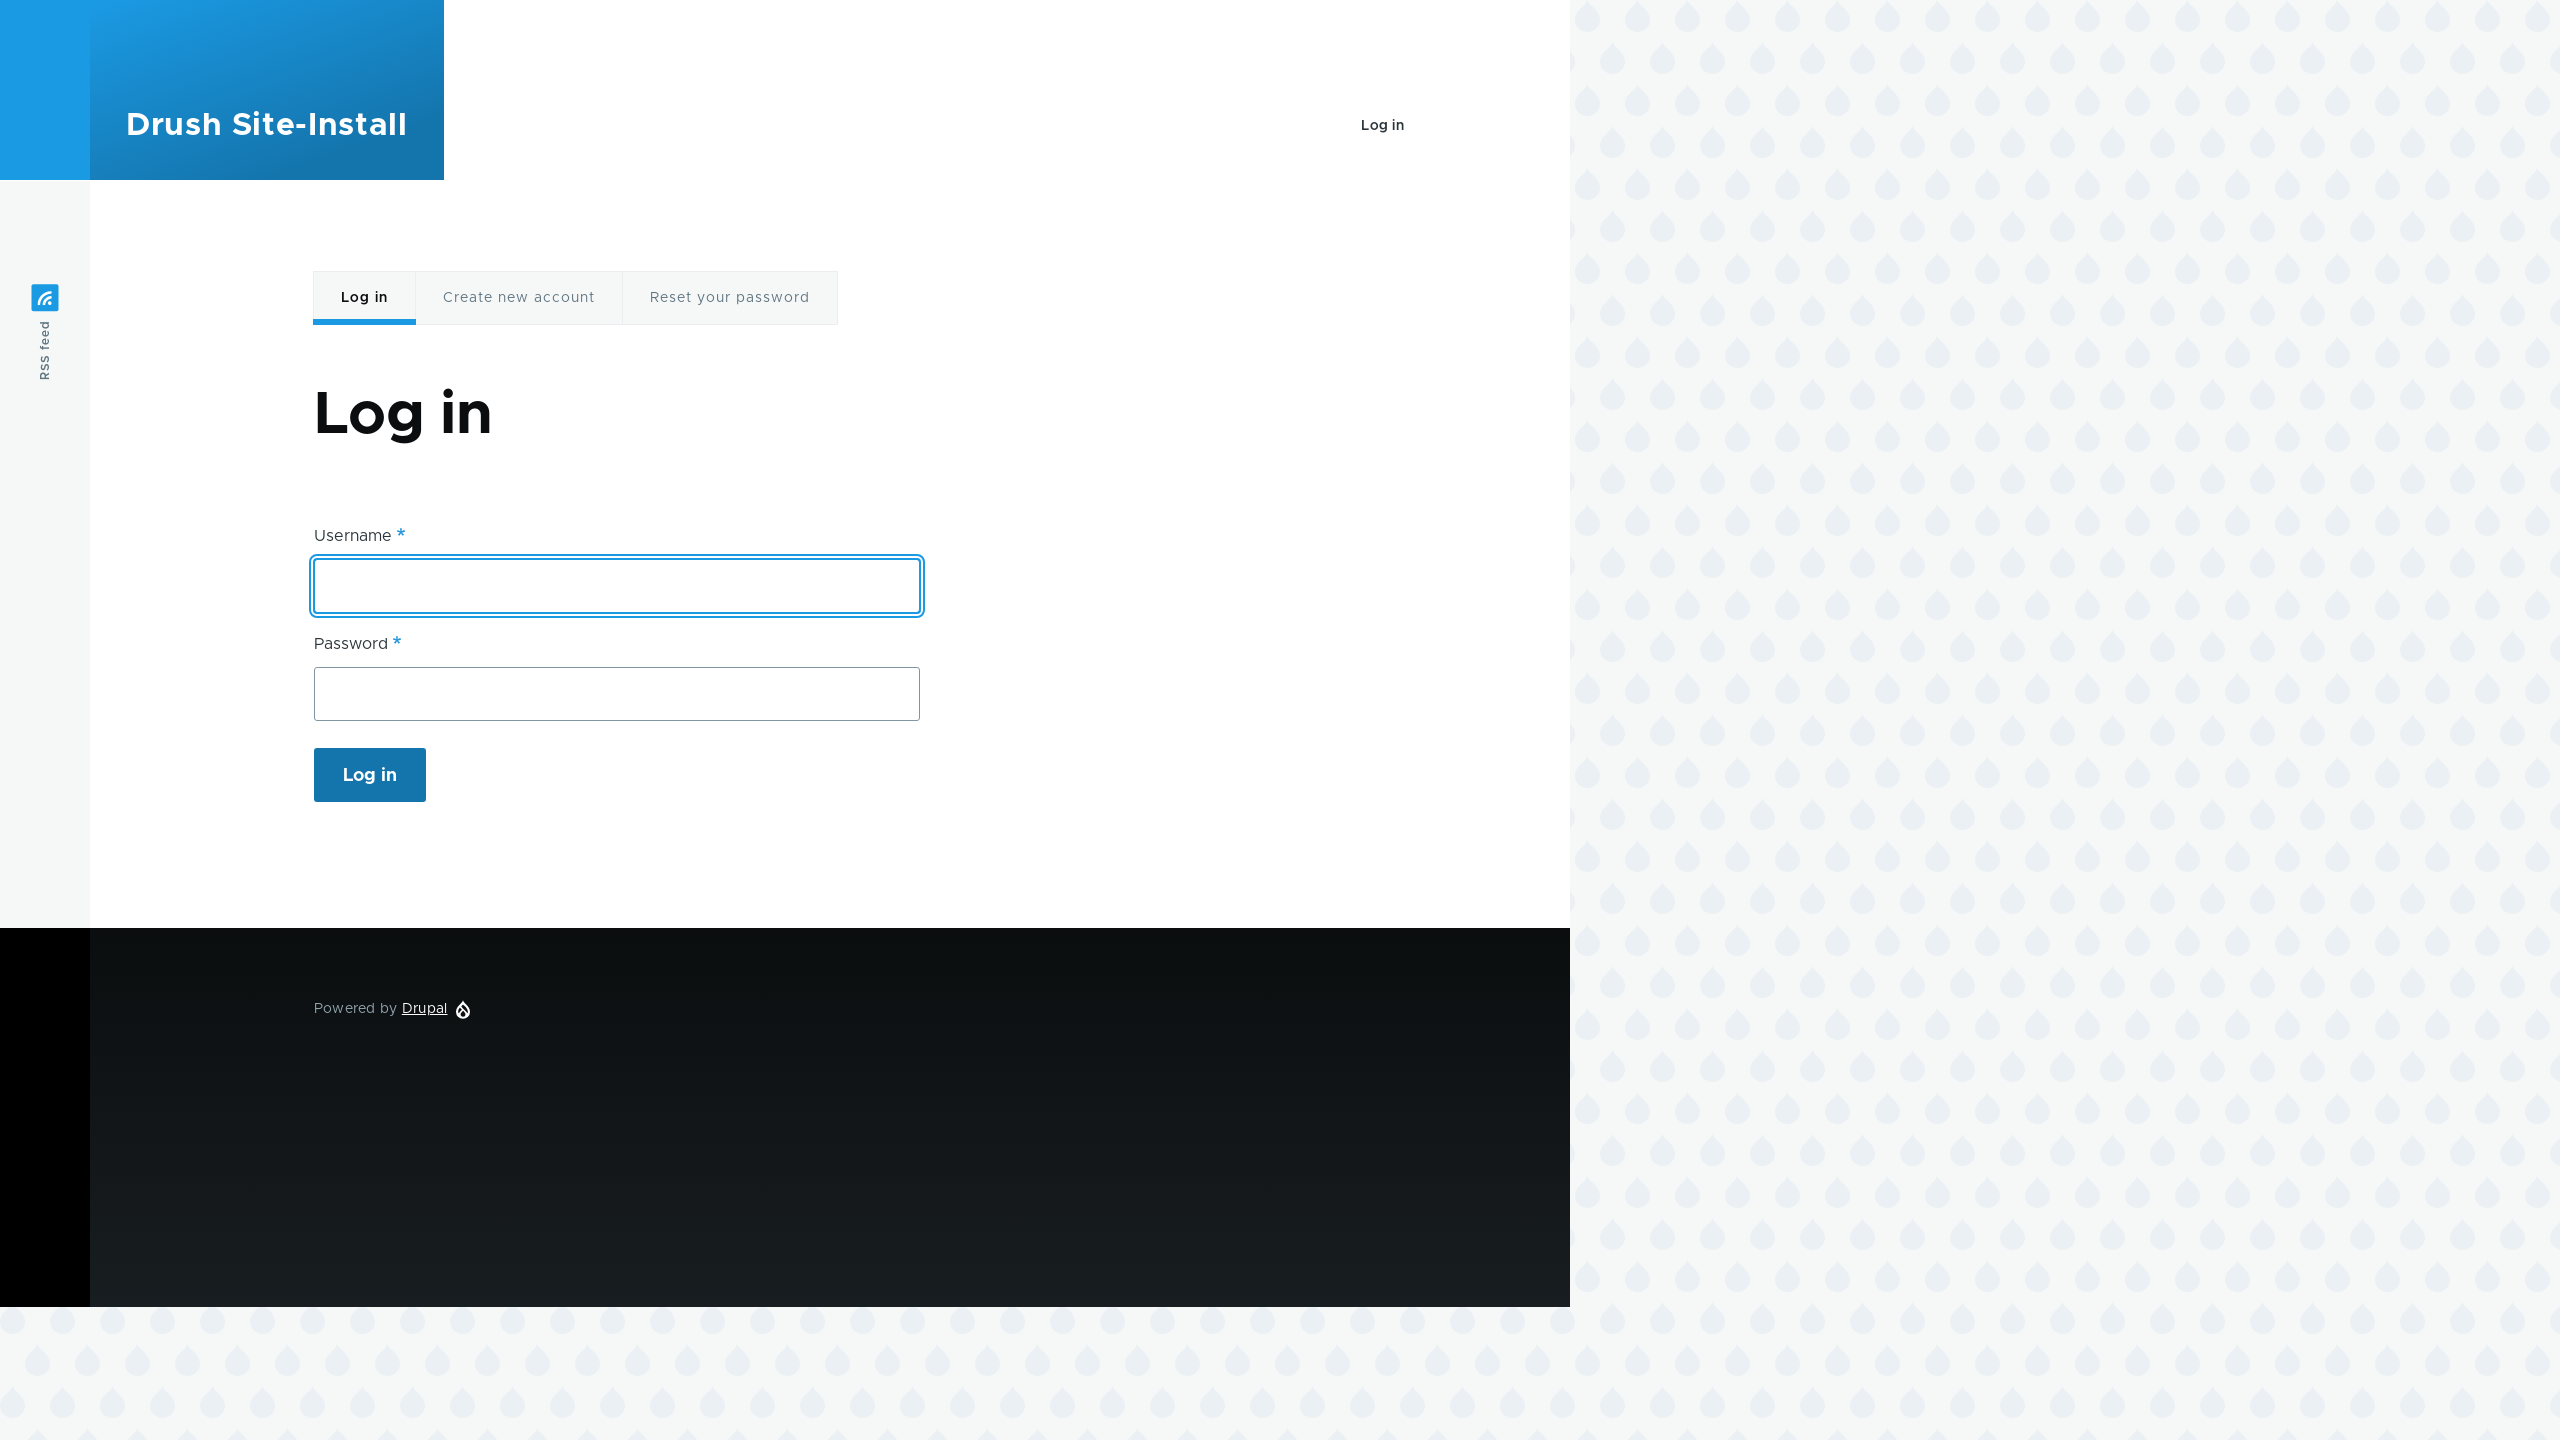 Drush Site-Install
Log in
RSS feed
Log in
Create new account
Reset your password
Log in
Username *
Password *
Log in
Powered by Drupal